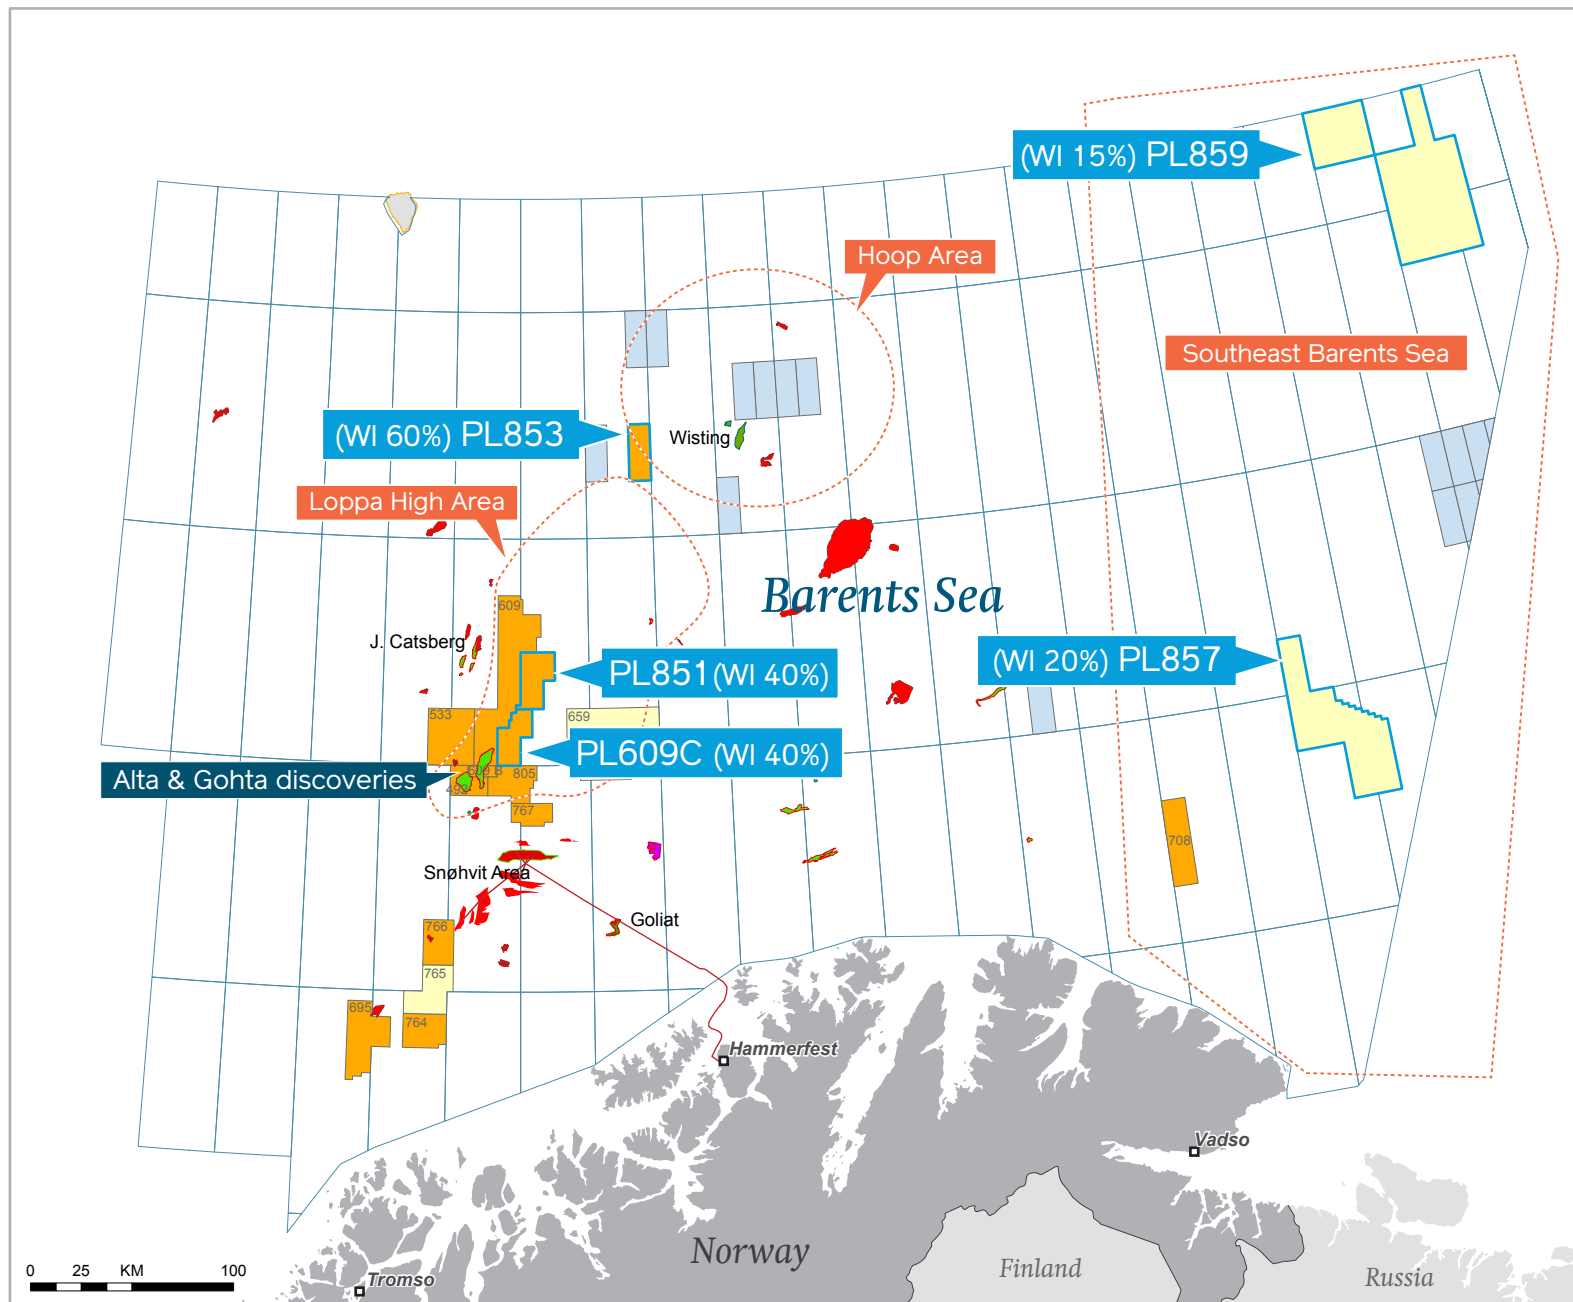 (WI 15%) PL859
Hoop Area
Southeast Barents Sea
(WI 60%) PL853
Wisting
Loppa High Area
Barents Sea
609
J. Catsberg
PL851 (WI 40%)
(WI 20%) PL857
533
659
PL609C (WI 40%)
Alta & Gohta discoveries
609 B
805
492
767
708
Snøhvit Area
766
Goliat
765
695
764
Hammerfest
Vadso
Norway
Finland
Russia
0 25 KM 100
Tromso